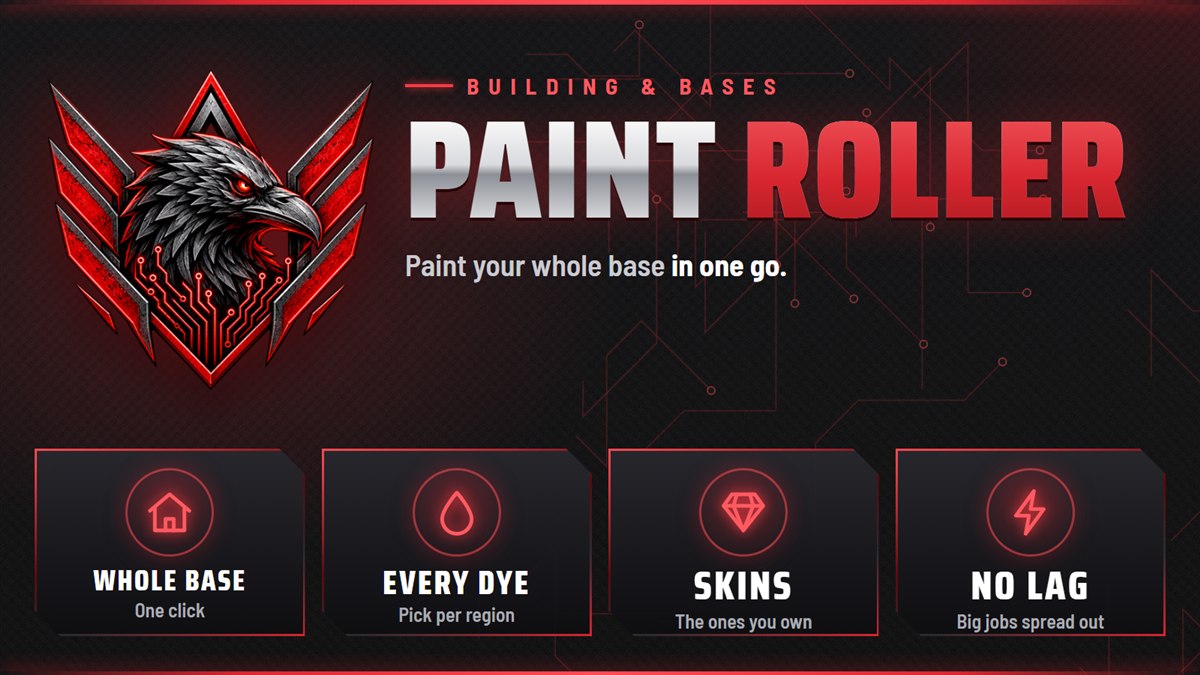 BUILDING & BASES
PAINT ROLLER
Paint your whole base in one go.
WHOLE BASE
One click
EVERY DYE
Pick per region
SKINS
The ones you own
NO LAG
Big jobs spread out